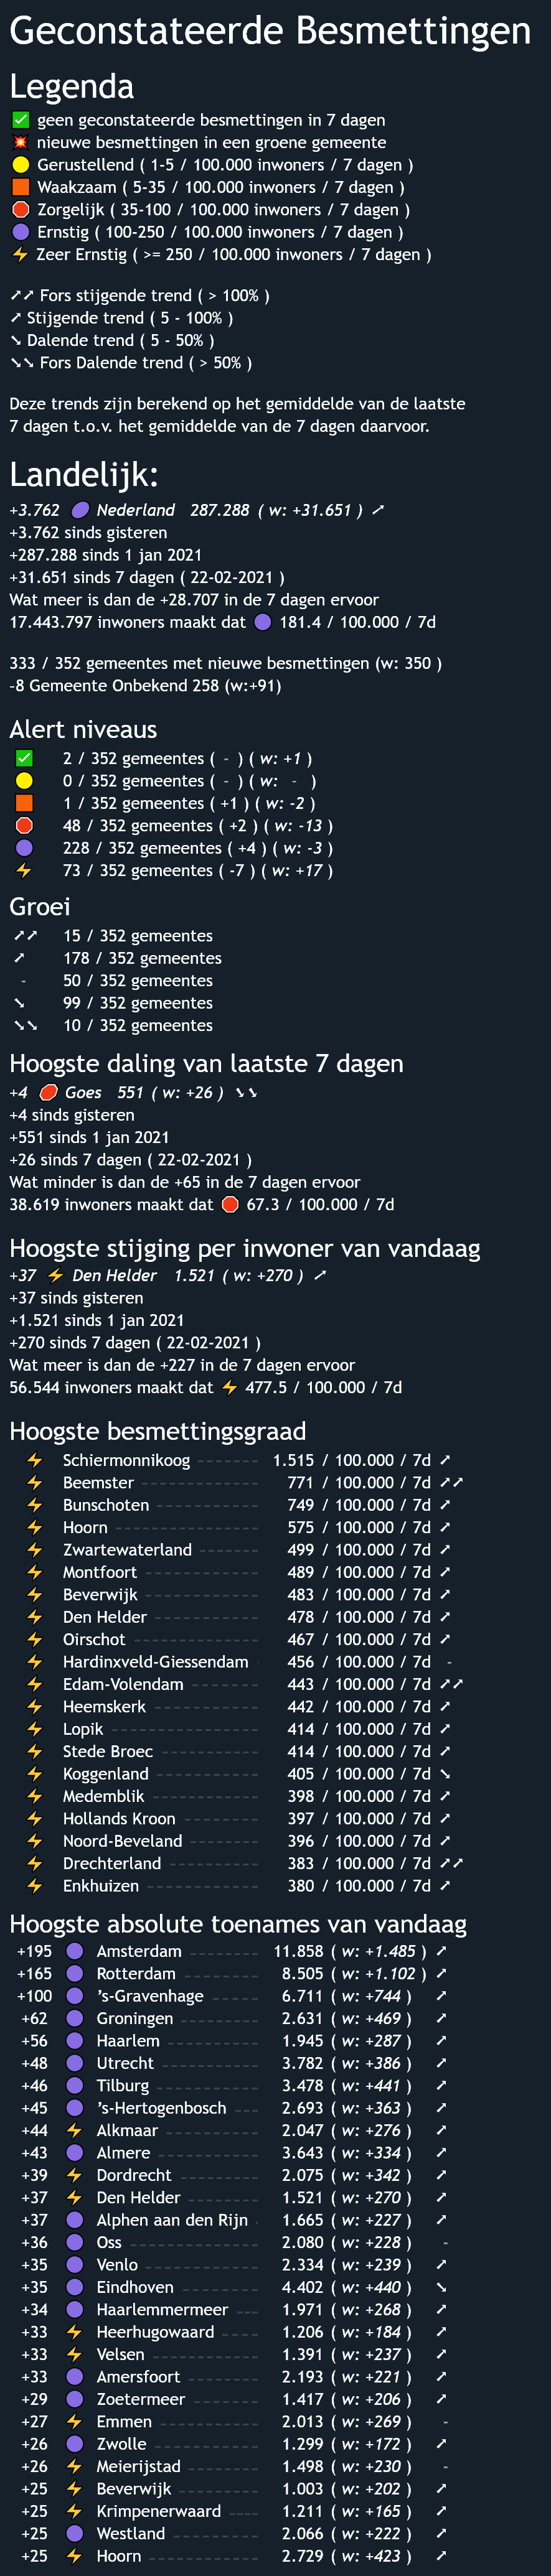 Geconstateerde Besmettingen
Legenda
geen geconstateerde besmettingen in 7 dagen
nieuwe besmettingen in een groene gemeente
Gerustellend ( 1-5 / 100.000 inwoners / 7 dagen )
Waakzaam ( 5-35 / 100.000 inwoners / 7 dagen )
Zorgelijk ( 35-100 / 100.000 inwoners / 7 dagen )
Ernstig ( 100-250 / 100.000 inwoners / 7 dagen )
Zeer Ernstig ( >= 250 / 100.000 inwoners / 7 dagen )
➚➚ Fors stijgende trend ( > 100% )
➚ Stijgende trend ( 5 - 100% )
➘ Dalende trend ( 5 - 50% )
➘➘ Fors Dalende trend ( > 50% )
Deze trends zijn berekend op het gemiddelde van de laatste
7 dagen t.o.v. het gemiddelde van de 7 dagen daarvoor.
Landelijk:
+3.762 Nederland 287.288 ( w: +31.651 ) ➚
+3.762 sinds gisteren
+287.288 sinds 1 jan 2021
+31.651 sinds 7 dagen ( 22-02-2021 )
Wat meer is dan de +28.707 in de 7 dagen ervoor
17.443.797 inwoners maakt dat 181.4 / 100.000 / 7d
333 / 352 gemeentes met nieuwe besmettingen (w: 350 )
-8 Gemeente Onbekend 258 (w:+91)
Alert niveaus
2 / 352 gemeentes ( - ) ( w: +1 )
0 / 352 gemeentes ( - ) ( w: - )
1 / 352 gemeentes ( +1 ) ( w: -2 )
48 / 352 gemeentes ( +2 ) ( w: -13 )
228 / 352 gemeentes ( +4 ) ( w: -3 )
73 / 352 gemeentes ( -7 ) ( w: +17 )
Groei
➚➚ 15 / 352 gemeentes
➚ 178 / 352 gemeentes
- 50 / 352 gemeentes
➘ 99 / 352 gemeentes
➘➘ 10 / 352 gemeentes
Hoogste daling van laatste 7 dagen
+4 Goes 551 ( w: +26 ) ➘➘
+4 sinds gisteren
+551 sinds 1 jan 2021
+26 sinds 7 dagen ( 22-02-2021 )
Wat minder is dan de +65 in de 7 dagen ervoor
38.619 inwoners maakt dat 67.3 / 100.000 / 7d
Hoogste stijging per inwoner van vandaag
+37 Den Helder 1.521 ( w: +270 ) ➚
+37 sinds gisteren
+1.521 sinds 1 jan 2021
+270 sinds 7 dagen ( 22-02-2021 )
Wat meer is dan de +227 in de 7 dagen ervoor
56.544 inwoners maakt dat 477.5 / 100.000 / 7d
Hoogste besmettingsgraad
Schiermonnikoog 1.515 / 100.000 / 7d ➚
Beemster 771 / 100.000 / 7d ➚➚
Bunschoten 749 / 100.000 / 7d ➚
Hoorn 575 / 100.000 / 7d ➚
Zwartewaterland 499 / 100.000 / 7d ➚
Montfoort 489 / 100.000 / 7d ➚
Beverwijk 483 / 100.000 / 7d ➚
Den Helder 478 / 100.000 / 7d ➚
Oirschot 467 / 100.000 / 7d ➚
Hardinxveld-Giessendam 456 / 100.000 / 7d -
Edam-Volendam 443 / 100.000 / 7d ➚➚
Heemskerk 442 / 100.000 / 7d ➚
Lopik 414 / 100.000 / 7d ➚
Stede Broec 414 / 100.000 / 7d ➚
Koggenland 405 / 100.000 / 7d ➘
Medemblik 398 / 100.000 / 7d ➚
Hollands Kroon 397 / 100.000 / 7d ➚
Noord-Beveland 396 / 100.000 / 7d ➚
Drechterland 383 / 100.000 / 7d ➚➚
Enkhuizen 380 / 100.000 / 7d ➚
Hoogste absolute toenames van vandaag
+195 Amsterdam 11.858 ( w: +1.485 ) ➚
+165 Rotterdam 8.505 ( w: +1.102 ) ➚
+100 's-Gravenhage 6.711 ( w: +744 ) ➚
+62 Groningen 2.631 ( w: +469 ) ➚
+56 Haarlem 1.945 ( w: +287 ) ➚
+48 Utrecht 3.782 ( w: +386 ) ➚
+46 Tilburg 3.478 ( w: +441 ) ➚
+45 's-Hertogenbosch 2.693 ( w: +363 ) ➚
+44 Alkmaar 2.047 ( w: +276 ) ➚
+43 Almere 3.643 ( w: +334 ) ➚
+39 Dordrecht 2.075 ( w: +342 ) ➚
+37 Den Helder 1.521 ( w: +270 ) ➚
+37 Alphen aan den Rijn 1.665 ( w: +227 ) ➚
+36 Oss 2.080 ( w: +228 ) -
+35 Venlo 2.334 ( w: +239 ) ➚
+35 Eindhoven 4.402 ( w: +440 ) ➘
+34 Haarlemmermeer 1.971 ( w: +268 ) ➚
+33 Heerhugowaard 1.206 ( w: +184 ) ➚
+33 Velsen 1.391 ( w: +237 ) ➚
+33 Amersfoort 2.193 ( w: +221 ) ➚
+29 Zoetermeer 1.417 ( w: +206 ) ➚
+27 Emmen 2.013 ( w: +269 ) -
+26 Zwolle 1.299 ( w: +172 ) ➚
+26 Meierijstad 1.498 ( w: +230 ) -
+25 Beverwijk 1.003 ( w: +202 ) ➚
+25 Krimpenerwaard 1.211 ( w: +165 ) ➚
+25 Westland 2.066 ( w: +222 ) ➚
+25 Hoorn 2.729 ( w: +423 ) ➚